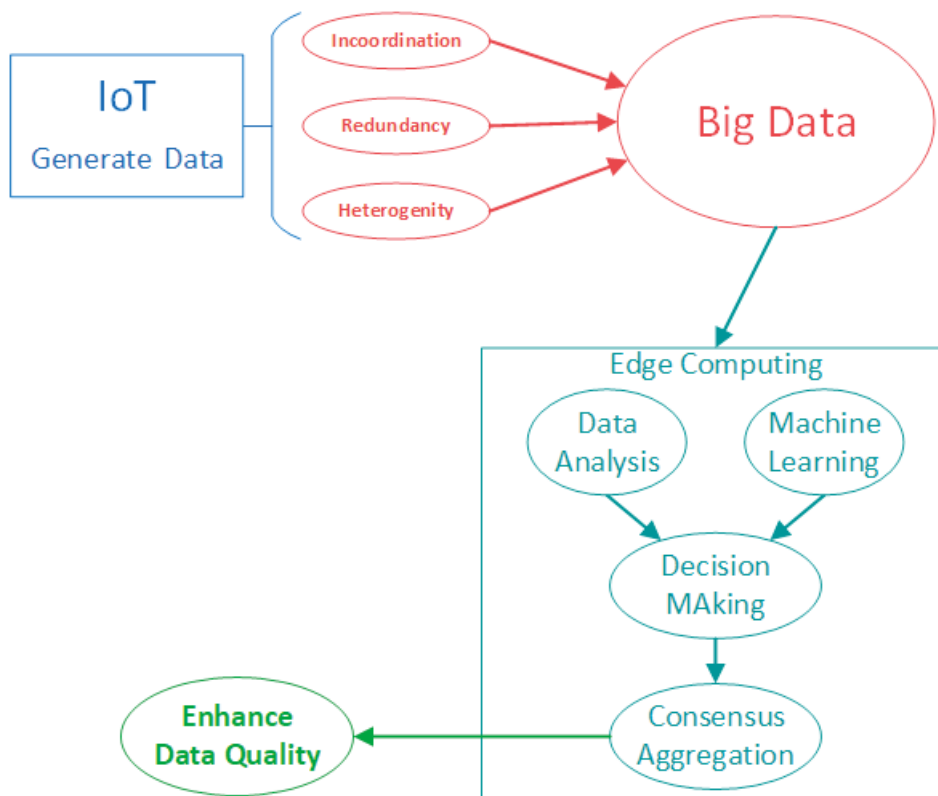 IoT
Generate Data
Incoordination
Redundancy
Heterogenity
Big Data
Edge Computing
Data
Analysis
Machine
Learning
Decision
MAking
Consensus
Aggregation
Enhance
Data Quality